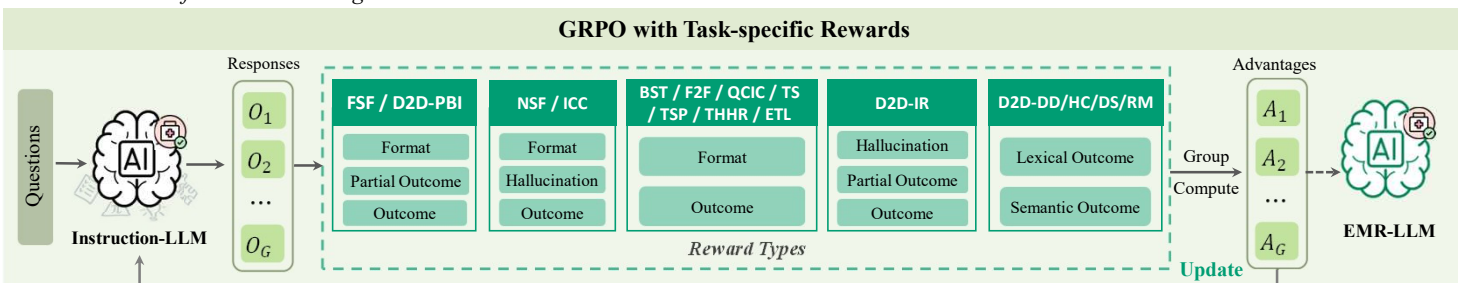 GRPO with Task-specific Rewards
Questions
AI
Instruction-LLM
Responses
O1
O2
...
OG
FSF / D2D-PBI
Format
Partial Outcome
Outcome
NSF / ICC
Format
Hallucination
Outcome
BST / F2F / QCIC / TS
/ TSP / THHR / ETL
Format
Outcome
D2D-IR
Hallucination
Partial Outcome
Outcome
D2D-DD/HC/DS/RM
Lexical Outcome
Semantic Outcome
Reward Types
Group
Compute
Update
Advantages
A1
A2
...
AG
AI
EMR-LLM